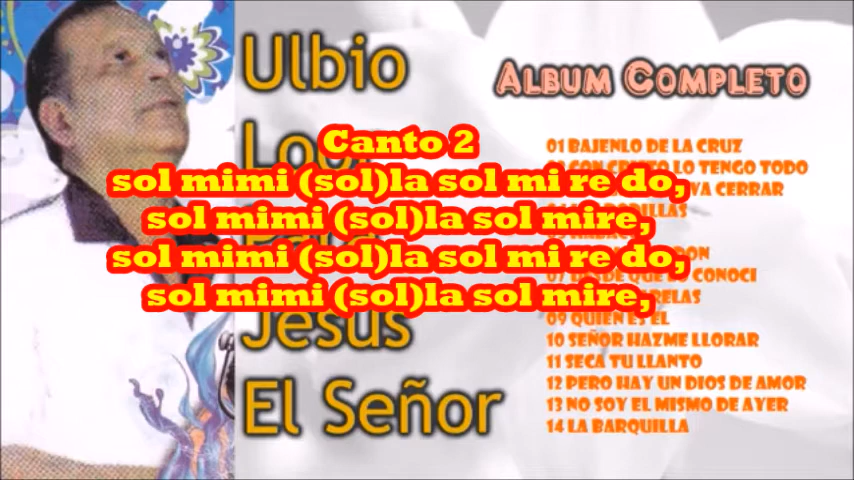 Ulbio
ALBUM COMPLETO
Canto 2
sol mimi (sol)la sol mi re do,
sol mimi (sol)la sol mire,
sol mimi (sol)la sol mi re do,
sol mimi (sol)la sol mire,
Jesus
El Señor
01 BAJENLO DE LA CRUZ
LO TENGO TODO
VA CERRAR
CONOCI
09 QUIEN ES EL
10 SEÑOR HAZME LLORAR
11 SECA TU LLANTO
12 PERO HAY UN DIOS DE AMOR
13 NO SOY EL MISMO DE AYER
14 LA BARQUILLA